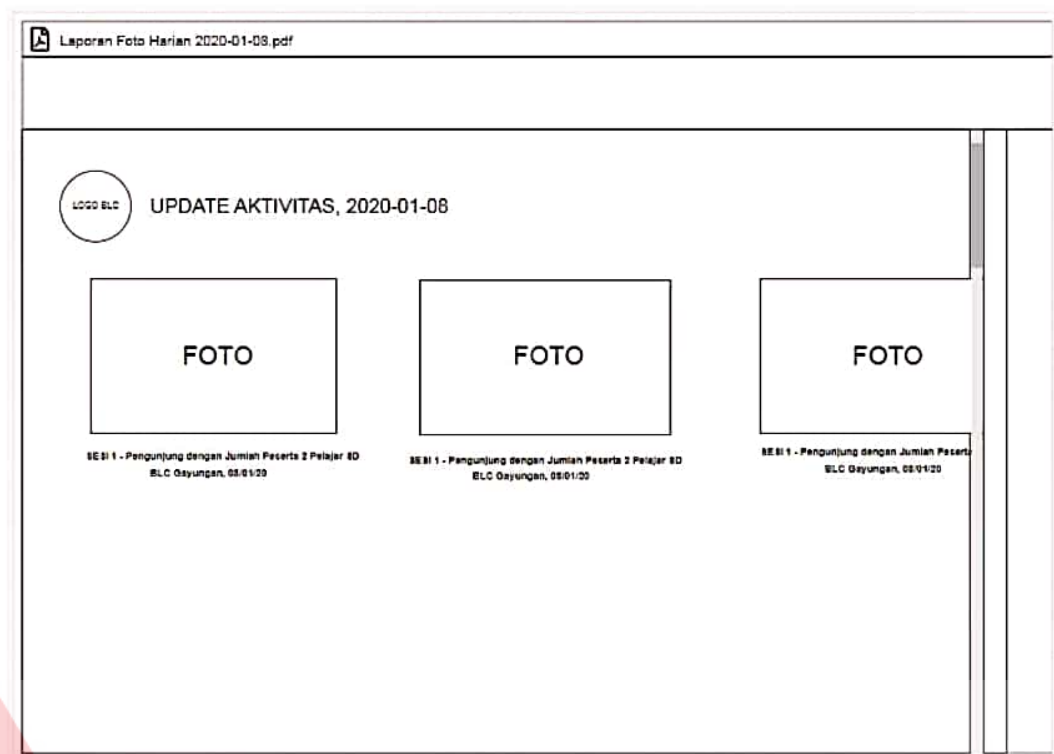 Laporan Foto Harian 2020-01-08.pdf
LOGO BLC
UPDATE AKTIVITAS, 2020-01-08
FOTO
FOTO
FOTO
SESI 1 - Pengunjung dengan Jumlah Peserta 2 Pelajar SD
BLC Gayungan, 08/01/20
SESI 1 - Pengunjung dengan Jumlah Peserta 2 Pelajar SD
BLC Gayungan, 08/01/20
SESI 1 - Pengunjung dengan Jumlah Peserta
BLC Gayungan, 08/01/20